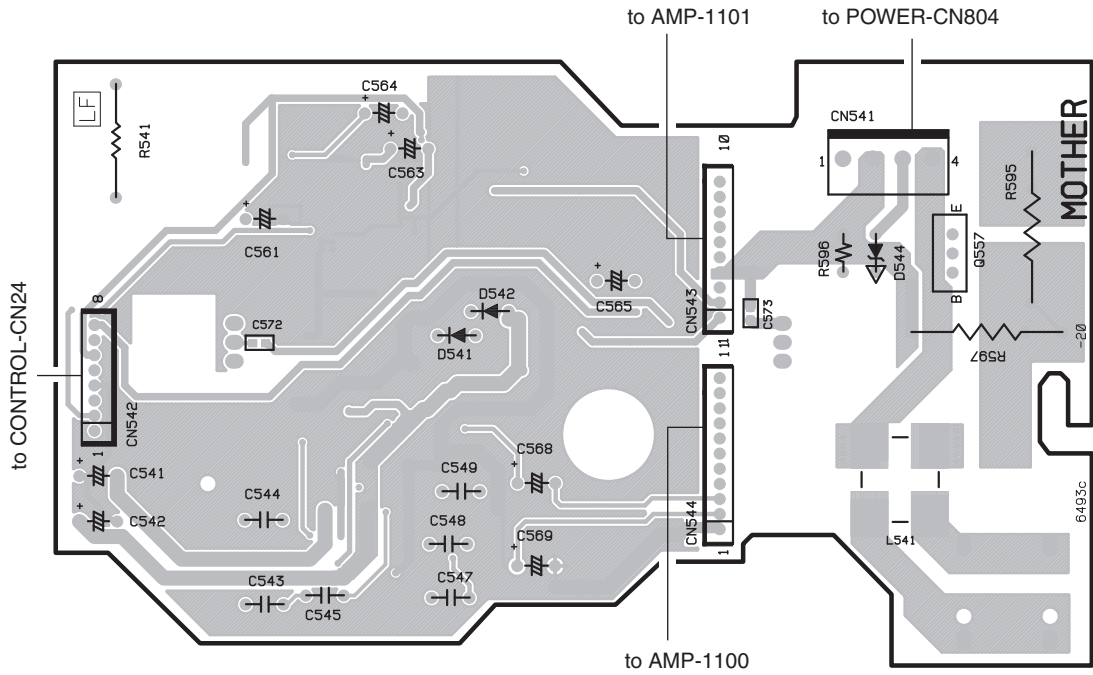 to AMP-1101
to POWER-CN804
C564
LF
R541
C563
10
CN541
1
4
MOTHER
R595
E
Q557
B
C561
R596
D544
C565
CN543
1
C573
D542
D541
C572
8
to CONTROL-CN24
CN542
1
R597
-20
11
C541
C542
C544
C549
C568
C548
C569
CN544
1
6493c
L541
C543
C545
C547
to AMP-1100